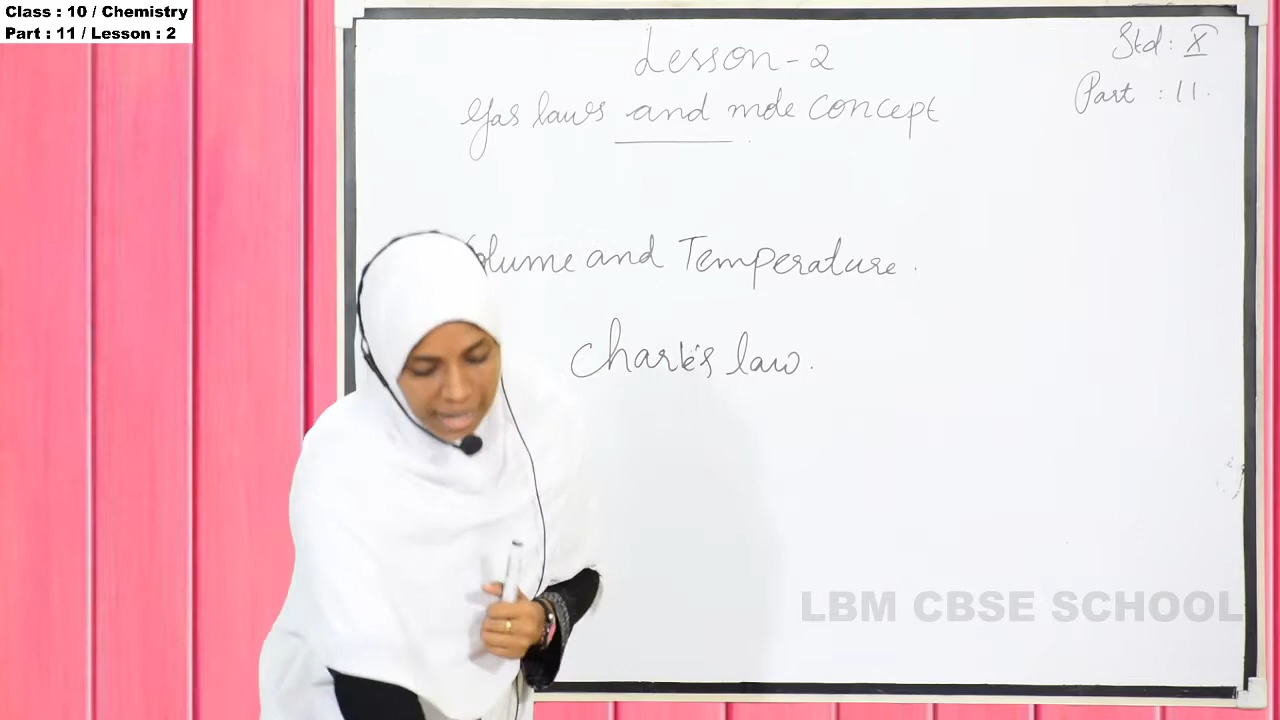 Class : 10 / Chemistry
Part : 11 / Lesson : 2
Lesson - 2
Std : X
Gas laws and mole concept
Part : 11.
Volume and Temperature.
Charle's law.
LBM CBSE SCHOOL